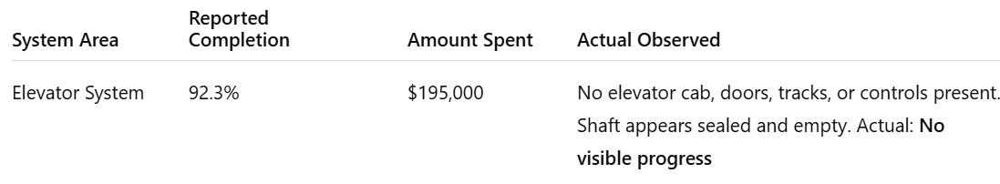 System Area
Reported
Completion
Amount Spent
Actual Observed
Elevator System
92.3%
$195,000
No elevator cab, doors, tracks, or controls present.
Shaft appears sealed and empty. Actual: No
visible progress